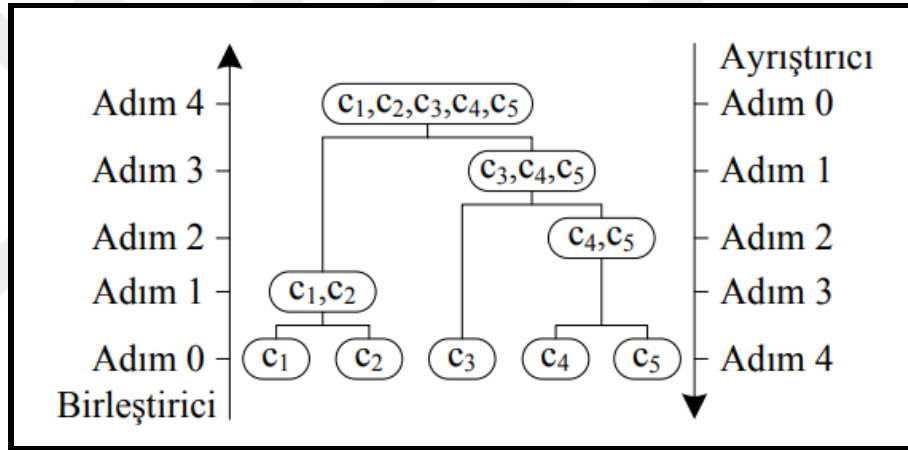 Ayrıştırıcı
Adım 4 c₁,c₂,c₃,c₄,c₅ Adım 0
Adım 3 c₃,c₄,c₅ Adım 1
Adım 2 c₄,c₅ Adım 2
Adım 1 c₁,c₂ Adım 3
Adım 0 c₁ c₂ c₃ c₄ c₅ Adım 4
Birleştirici